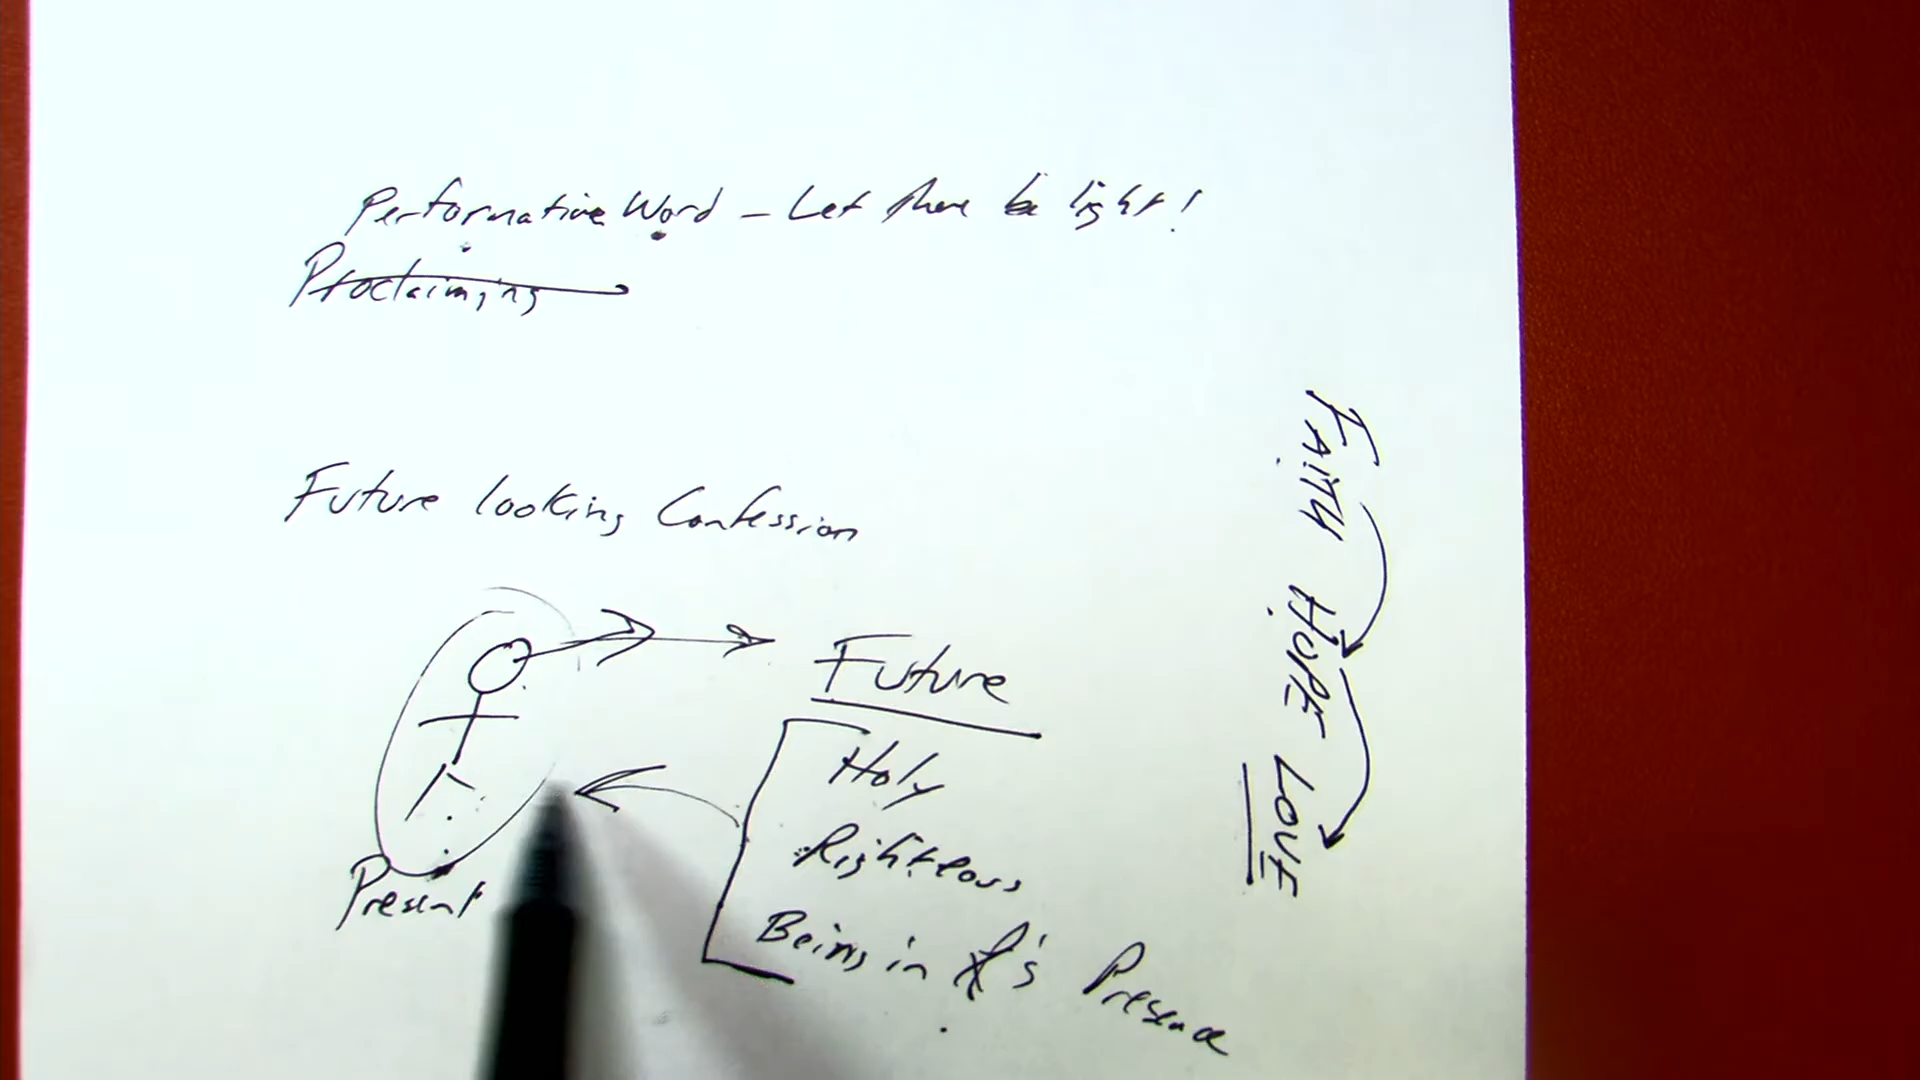 Performative Word – Let there be light!
Proclaiming
Future looking Confession
Future
Holy
Righteous
Being in 's Presence
Present
FAITH HOPE LOVE